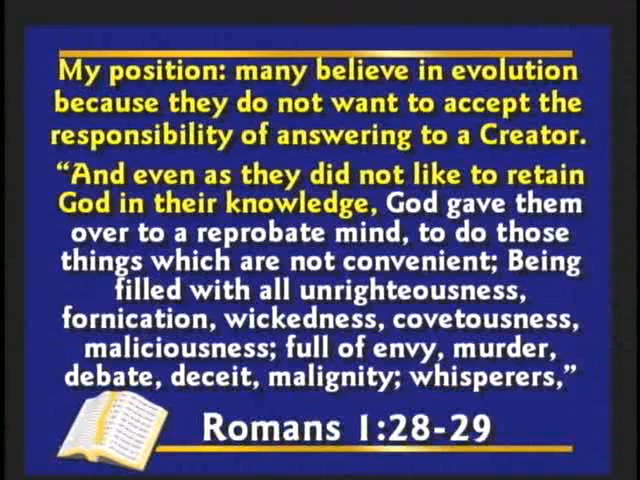 My position: many believe in evolution
because they do not want to accept the
responsibility of answering to a Creator.
“And even as they did not like to retain
God in their knowledge, God gave them
over to a reprobate mind, to do those
things which are not convenient; Being
filled with all unrighteousness,
fornication, wickedness, covetousness,
maliciousness; full of envy, murder,
debate, deceit, malignity; whisperers,”
Romans 1:28-29